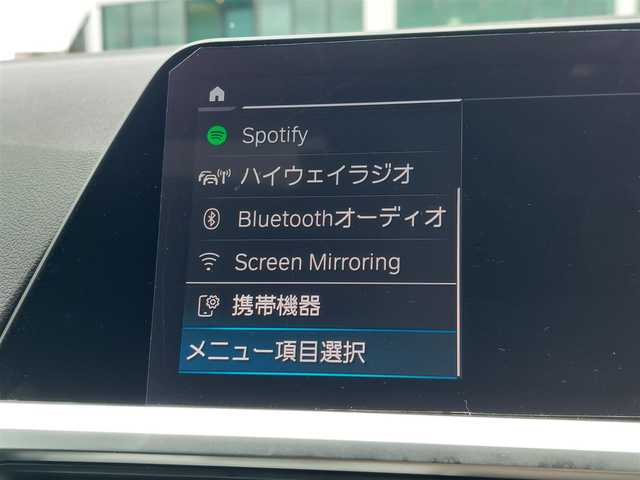 Spotify
ハイウェイラジオ
Bluetoothオーディオ
Screen Mirroring
携帯機器
メニュー項目選択